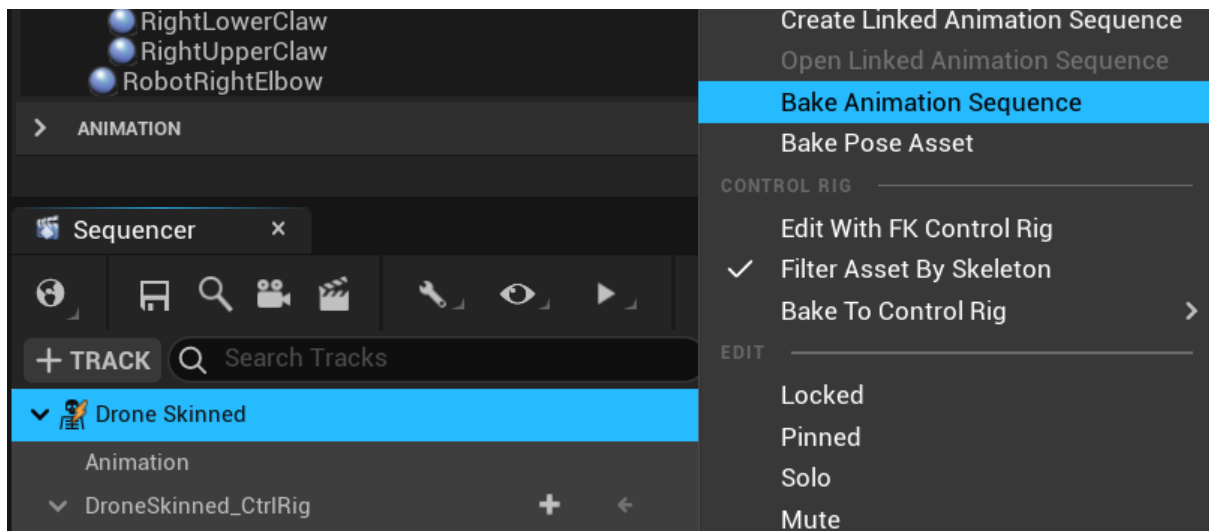 RightLowerClaw
RightUpperClaw
RobotRightElbow
ANIMATION
Sequencer
+ TRACK
Search Tracks
Drone Skinned
Animation
DroneSkinned_CtrlRig
Create Linked Animation Sequence
Open Linked Animation Sequence
Bake Animation Sequence
Bake Pose Asset
CONTROL RIG
Edit With FK Control Rig
Filter Asset By Skeleton
Bake To Control Rig
EDIT
Locked
Pinned
Solo
Mute